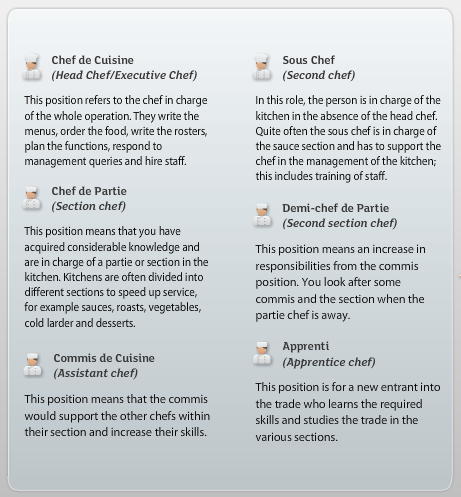 Chef de Cuisine
(Head Chef/Executive Chef)
This position refers to the chef in charge
of the whole operation. They write the
menus, order the food, write the rosters,
plan the functions, respond to
management queries and hire staff.
Chef de Partie
(Section chef)
This position means that you have
acquired considerable knowledge and
are in charge of a partie or section in the
kitchen. Kitchens are often divided into
different sections to speed up service,
for example sauces, roasts, vegetables,
cold larder and desserts.
Commis de Cuisine
(Assistant chef)
This position means that the commis
would support the other chefs within
their section and increase their skills.
Sous Chef
(Second chef)
In this role, the person is in charge of the
kitchen in the absence of the head chef.
Quite often the sous chef is in charge of
the sauce section and has to support the
chef in the management of the kitchen;
this includes training of staff.
Demi-chef de Partie
(Second section chef)
This position means an increase in
responsibilities from the commis
position. You look after some
commis and the section when the
partie chef is away.
Apprenti
(Apprentice chef)
This position is for a new entrant into
the trade who learns the required
skills and studies the trade in the
various sections.